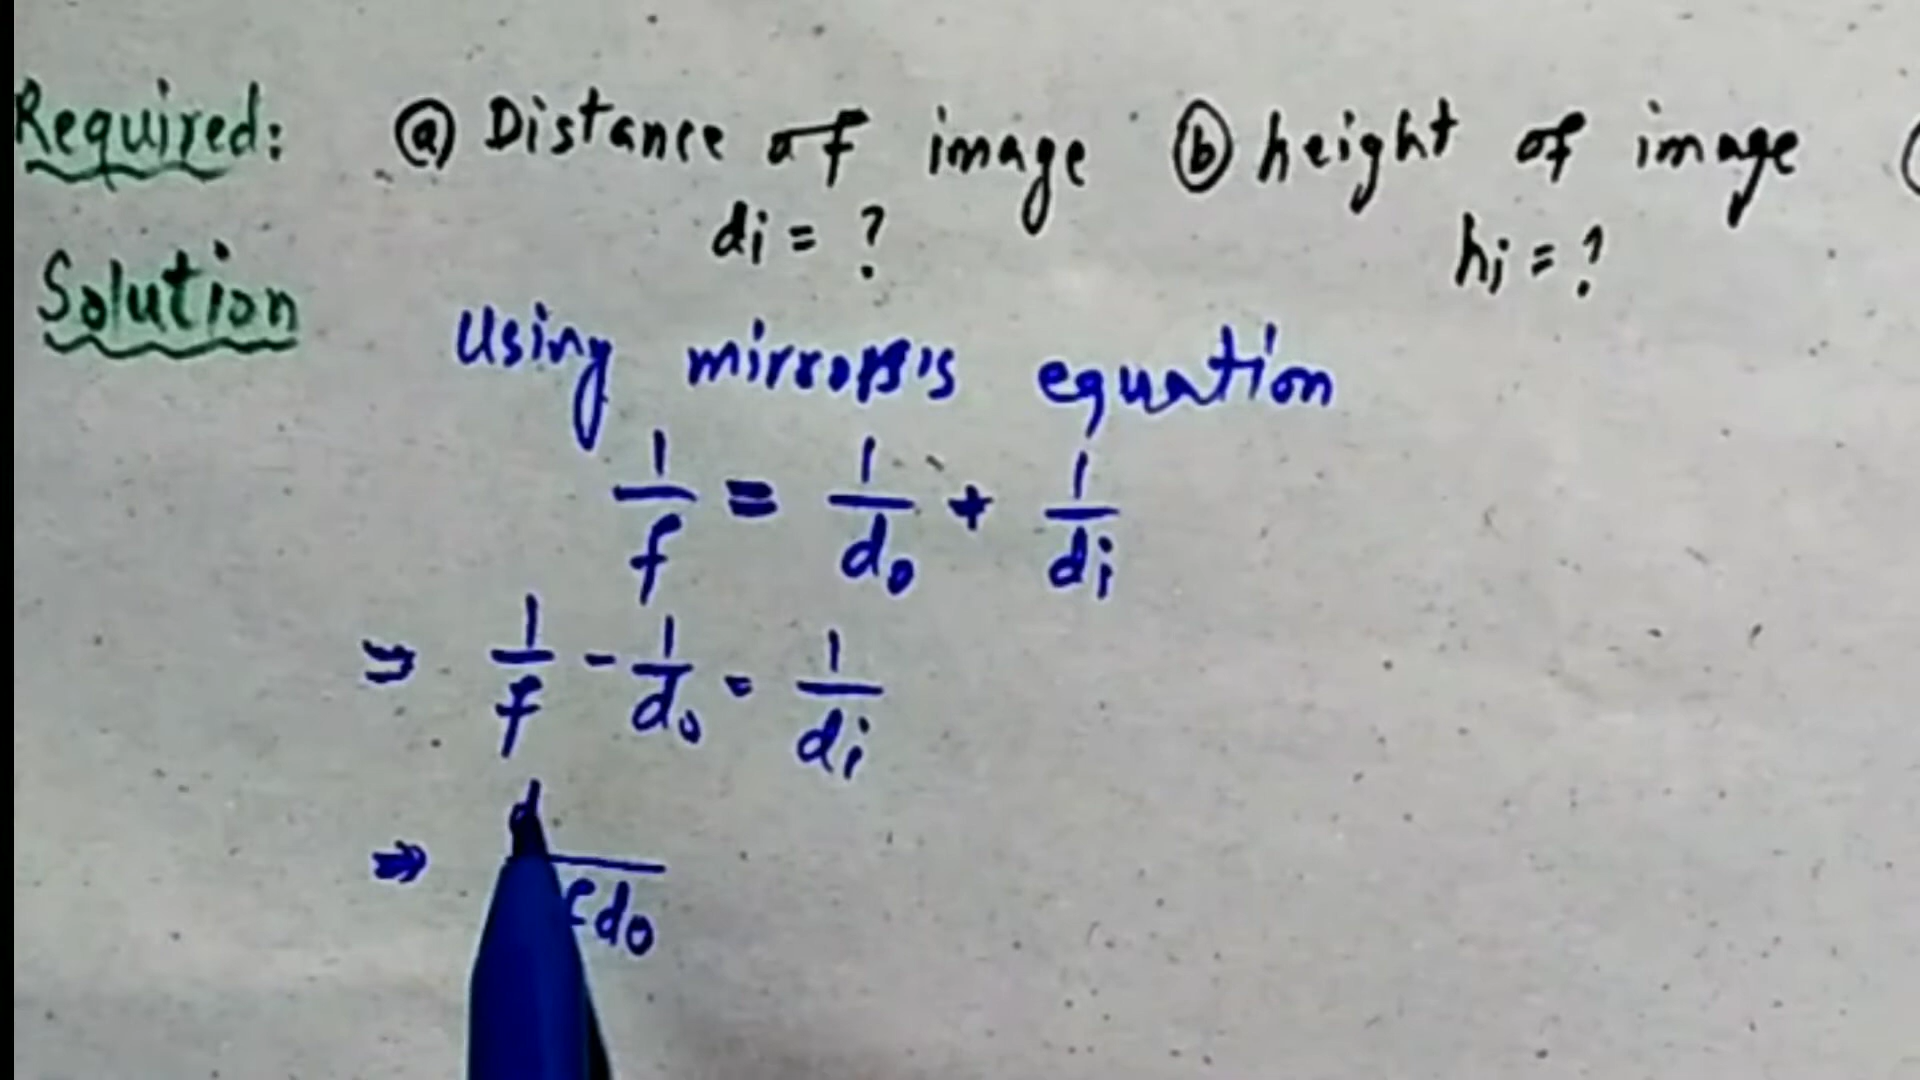 Required: ⓐ Distance of image ⓑ height of image
di = ? hi = ?
Solution
Using mirror's equation
1/f = 1/do + 1/di
⇒ 1/f - 1/do = 1/di
⇒ d/fdo